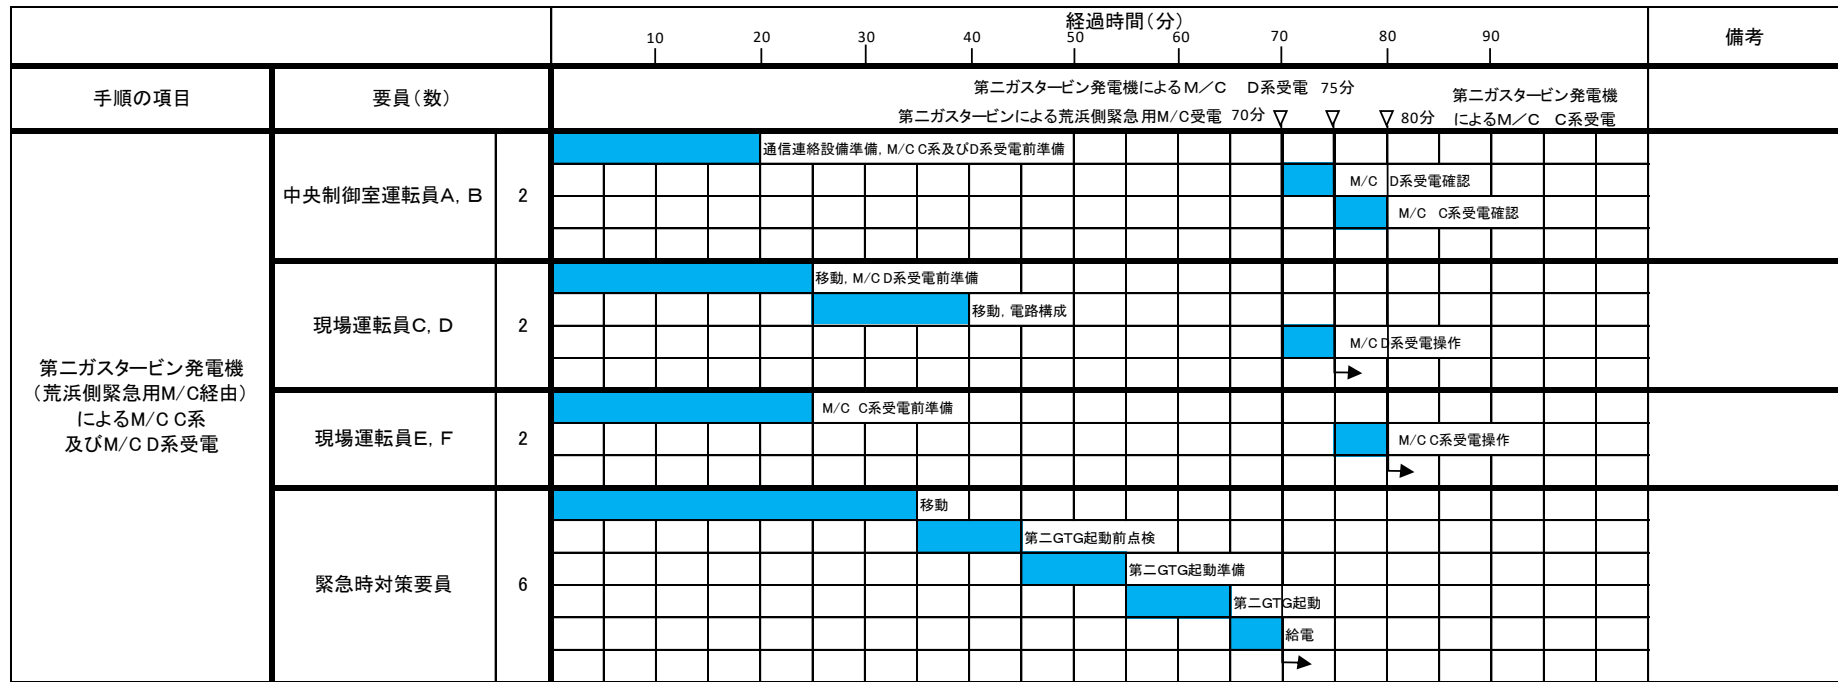 経過時間(分)
備考
10 20 30 40 50 60 70 80 90
手順の項目
要員(数)
第二ガスタービン発電機によるM/C D系受電 75分
第二ガスタービンによる荒浜側緊急用M/C受電 70分
80分
第二ガスタービン発電機
によるM/C C系受電
第二ガスタービン発電機
(荒浜側緊急用M/C経由)
によるM/C C系
及びM/C D系受電
中央制御室運転員A, B
2
通信連絡設備準備, M/C C系及びD系受電前準備
M/C D系受電確認
M/C C系受電確認
現場運転員C, D
2
移動, M/C D系受電前準備
移動, 電路構成
M/C D系受電操作
現場運転員E, F
2
M/C C系受電前準備
M/C C系受電操作
緊急時対策要員
6
移動
第二GTG起動前点検
第二GTG起動準備
第二GTG起動
給電